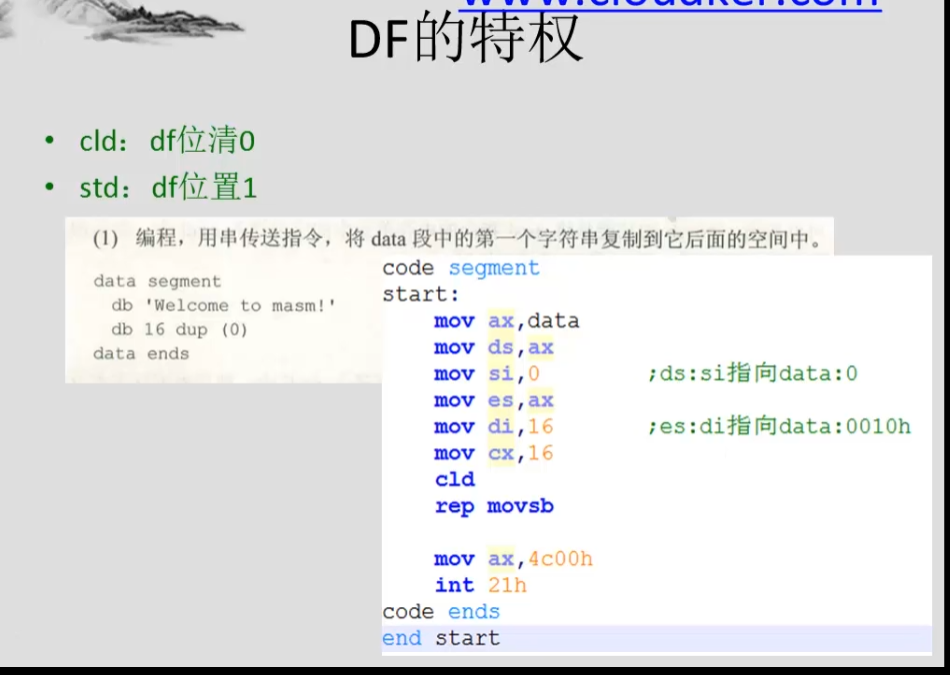 DF的特权
• cld：df位清0
• std：df位置1
(1) 编程，用串传送指令，将 data 段中的第一个字符串复制到它后面的空间中。
data segment
db 'Welcome to masm!'
db 16 dup (0)
data ends
code segment
start:
mov ax,data
mov ds,ax
mov si,0 ;ds:si指向data:0
mov es,ax
mov di,16 ;es:di指向data:0010h
mov cx,16
cld
rep movsb
mov ax,4c00h
int 21h
code ends
end start